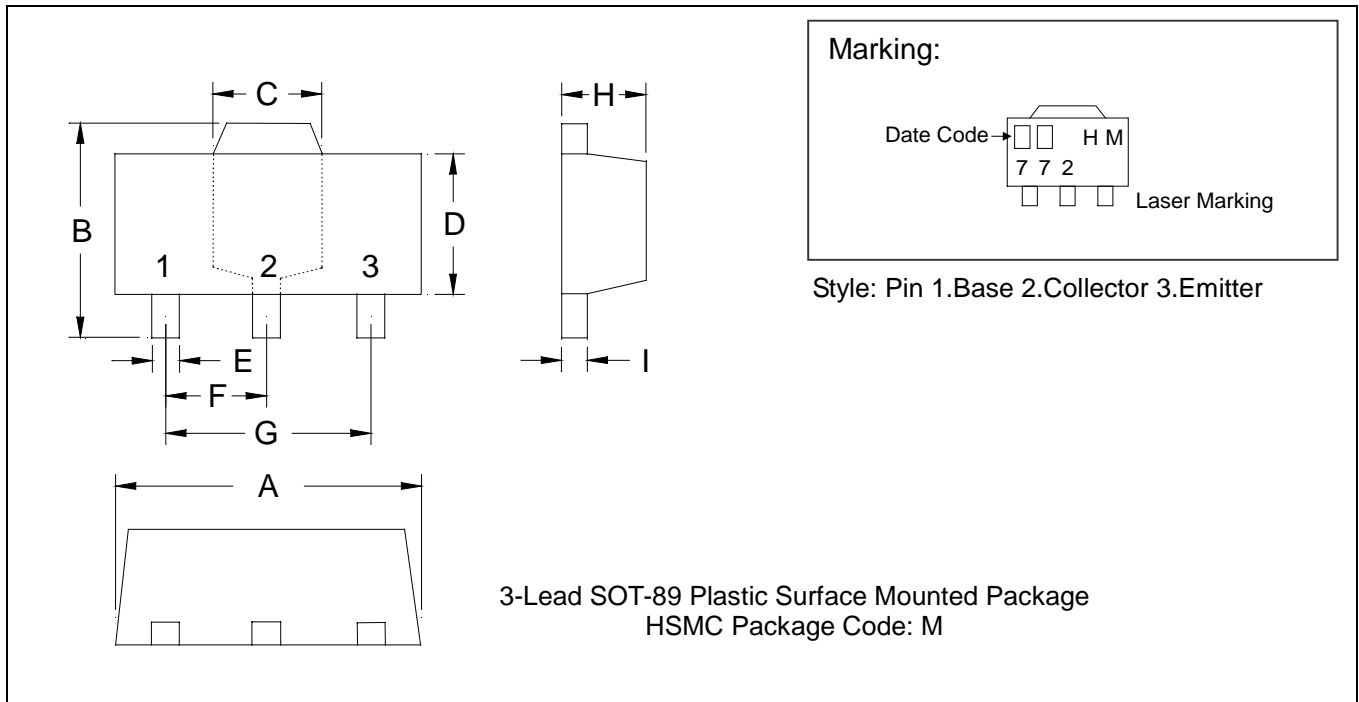 C
B
D
1 2 3
E
F
G
A
H
I
Marking:
Date Code
H M
7 7 2
Laser Marking
Style: Pin 1.Base 2.Collector 3.Emitter
3-Lead SOT-89 Plastic Surface Mounted Package
HSMC Package Code: M